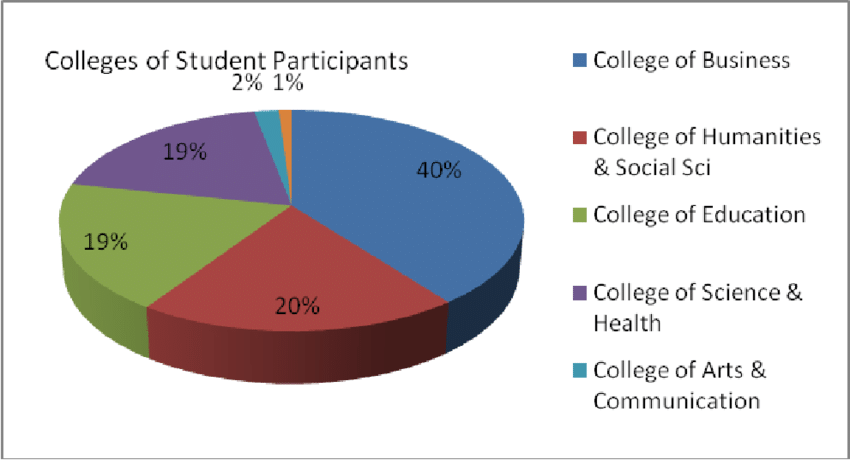 Colleges of Student Participants
2% 1%
19%
40%
19%
20%
College of Business
College of Humanities
& Social Sci
College of Education
College of Science &
Health
College of Arts &
Communication